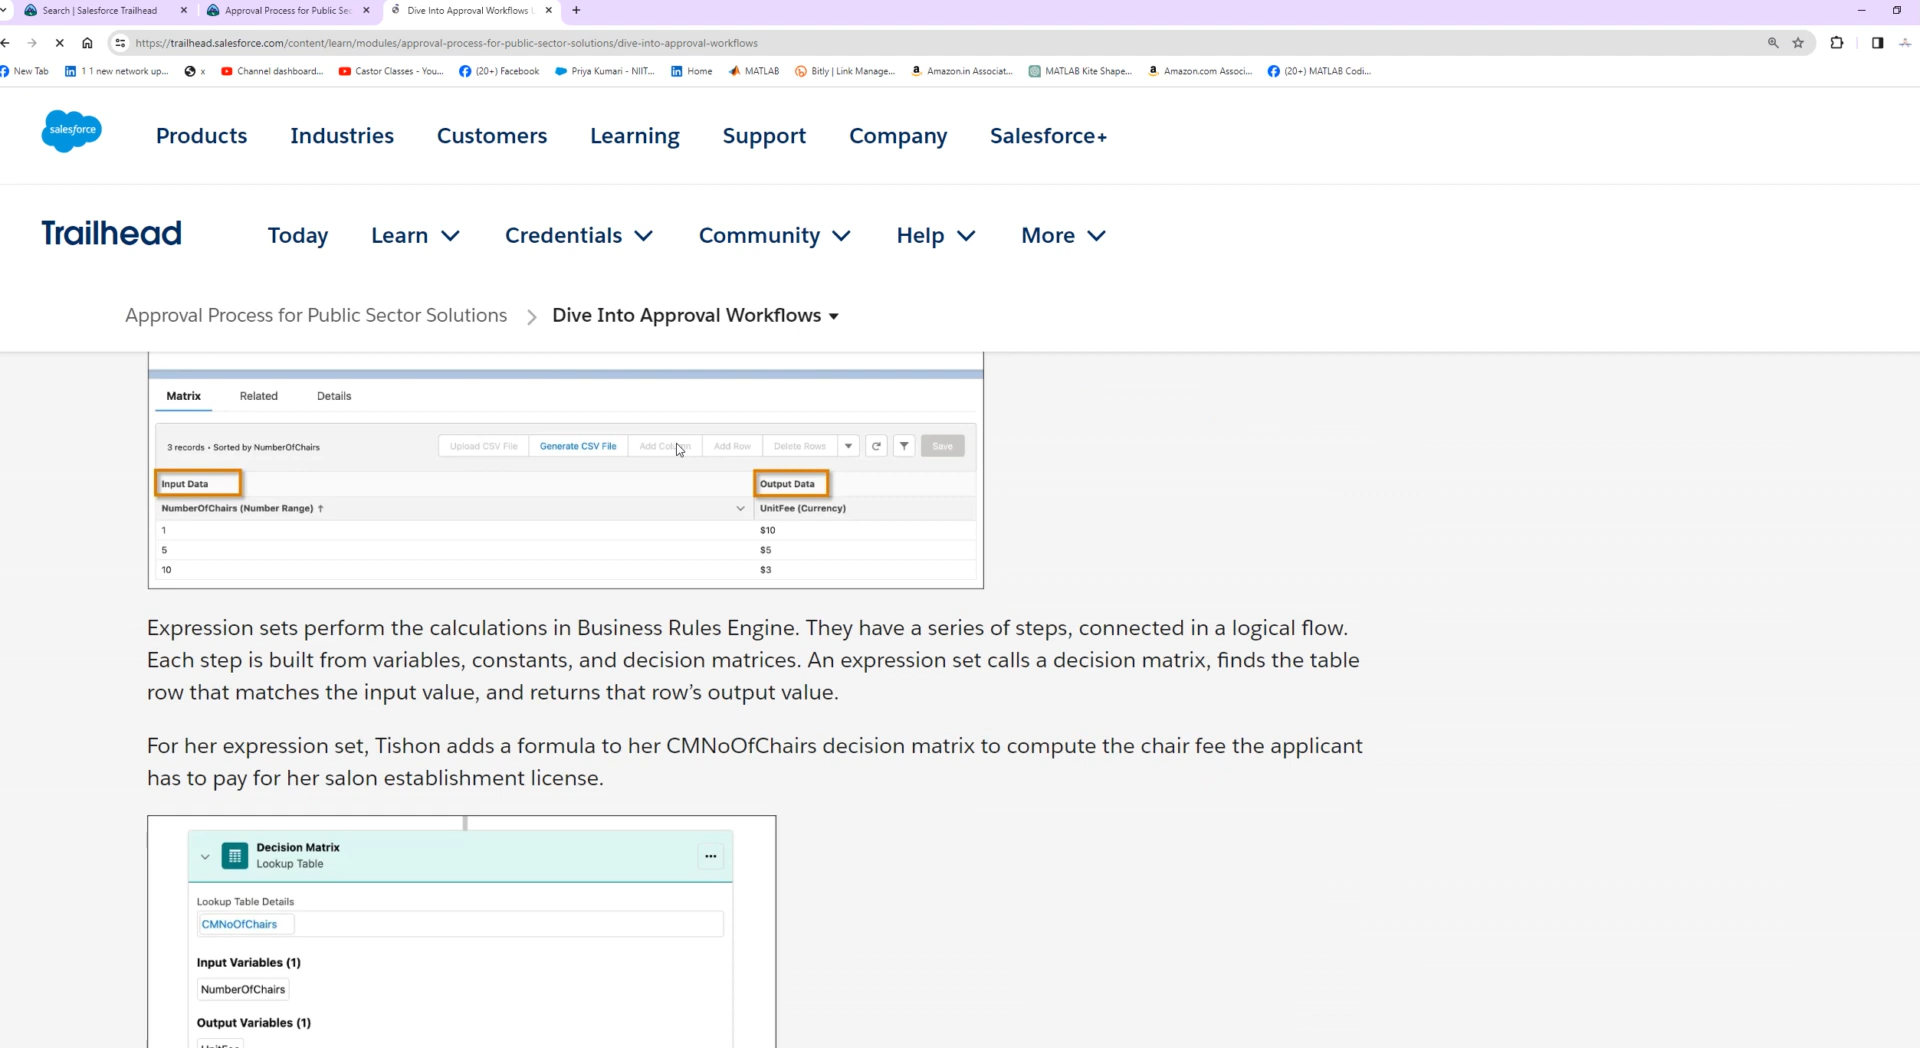 Search | Salesforce Trailhead
Approval Process for Public Sec
Dive Into Approval Workflows
https://trailhead.salesforce.com/content/learn/modules/approval-process-for-public-sector-solutions/dive-into-approval-workflows
New Tab 1 1 new network up... x Channel dashboard... Castor Classes - You... (20+) Facebook Priya Kumari - NIIT... Home MATLAB Bitly | Link Manage... Amazon.in Associat... MATLAB Kite Shape... Amazon.com Associ... (20+) MATLAB Codi...
salesforce Products Industries Customers Learning Support Company Salesforce+
Trailhead Today Learn Credentials Community Help More
Approval Process for Public Sector Solutions > Dive Into Approval Workflows
Matrix Related Details
3 records • Sorted by NumberOfChairs Upload CSV File Generate CSV File Add Column Add Row Delete Rows Save
Input Data Output Data
NumberOfChairs (Number Range) ↑ UnitFee (Currency)
1 $10
5 $5
10 $3
Expression sets perform the calculations in Business Rules Engine. They have a series of steps, connected in a logical flow.
Each step is built from variables, constants, and decision matrices. An expression set calls a decision matrix, finds the table
row that matches the input value, and returns that row’s output value.
For her expression set, Tishon adds a formula to her CMNoOfChairs decision matrix to compute the chair fee the applicant
has to pay for her salon establishment license.
Decision Matrix
Lookup Table
Lookup Table Details
CMNoOfChairs
Input Variables (1)
NumberOfChairs
Output Variables (1)
UnitFee